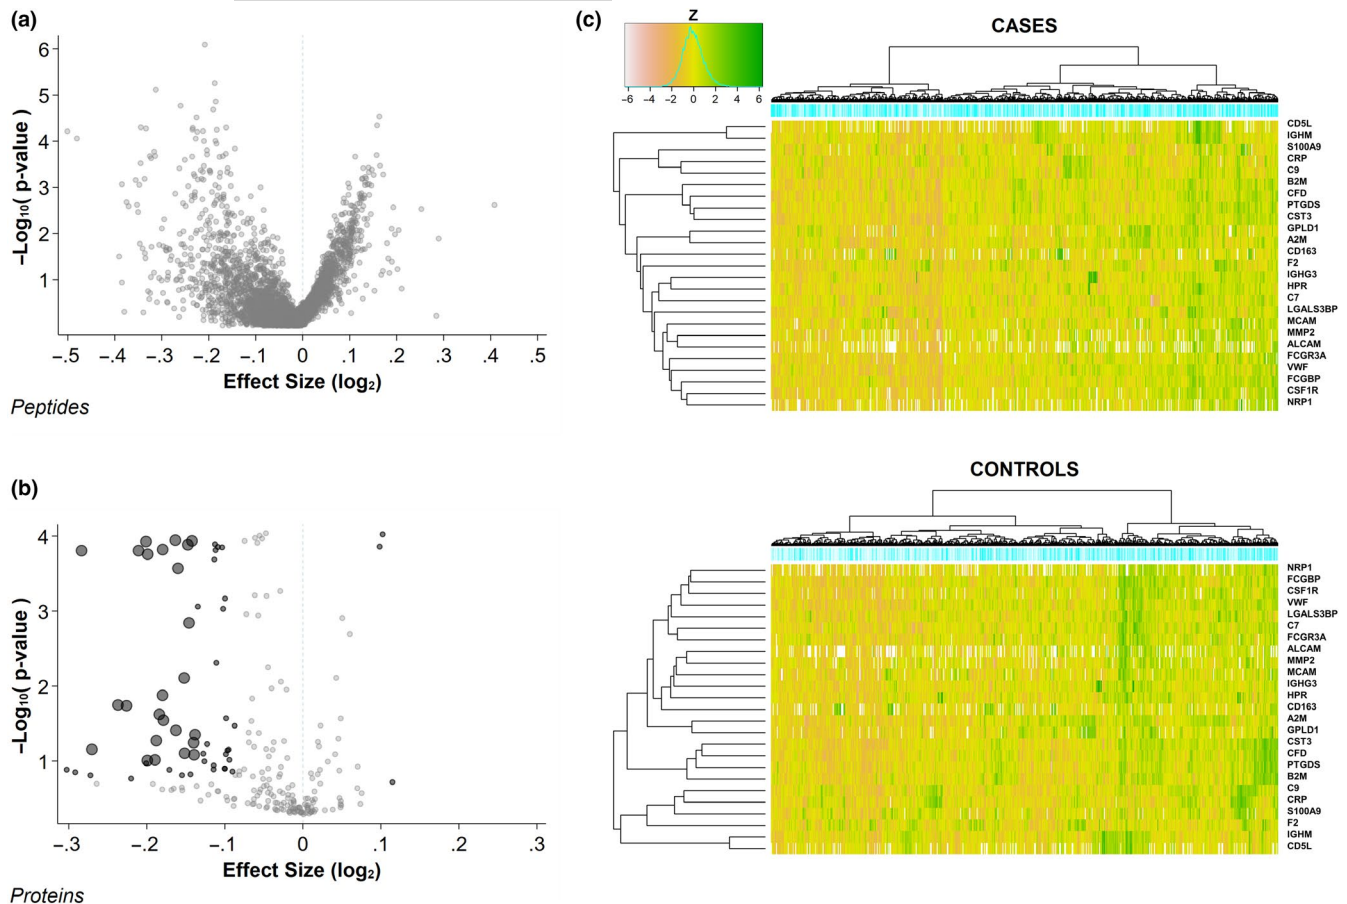 (a)
6
5
4
3
2
1
−Log10( p-value )
−.5 −.4 −.3 −.2 −.1 0 .1 .2 .3 .4 .5
Effect Size (log2)
Peptides
(b)
4
3
2
1
−Log10( p-value )
−.3 −.2 −.1 0 .1 .2 .3
Effect Size (log2)
Proteins
(c)
Z
−6 −4 −2 0 2 4 6
CASES
CD5L
IGHM
S100A9
CRP
C9
B2M
CFD
PTGDS
CST3
GPLD1
A2M
CD163
F2
IGHG3
HPR
C7
LGALS3BP
MCAM
MMP2
ALCAM
FCGR3A
VWF
FCGBP
CSF1R
NRP1
CONTROLS
NRP1
FCGBP
CSF1R
VWF
LGALS3BP
C7
FCGR3A
ALCAM
MMP2
MCAM
IGHG3
HPR
CD163
A2M
GPLD1
CST3
CFD
PTGDS
B2M
C9
CRP
S100A9
F2
IGHM
CD5L